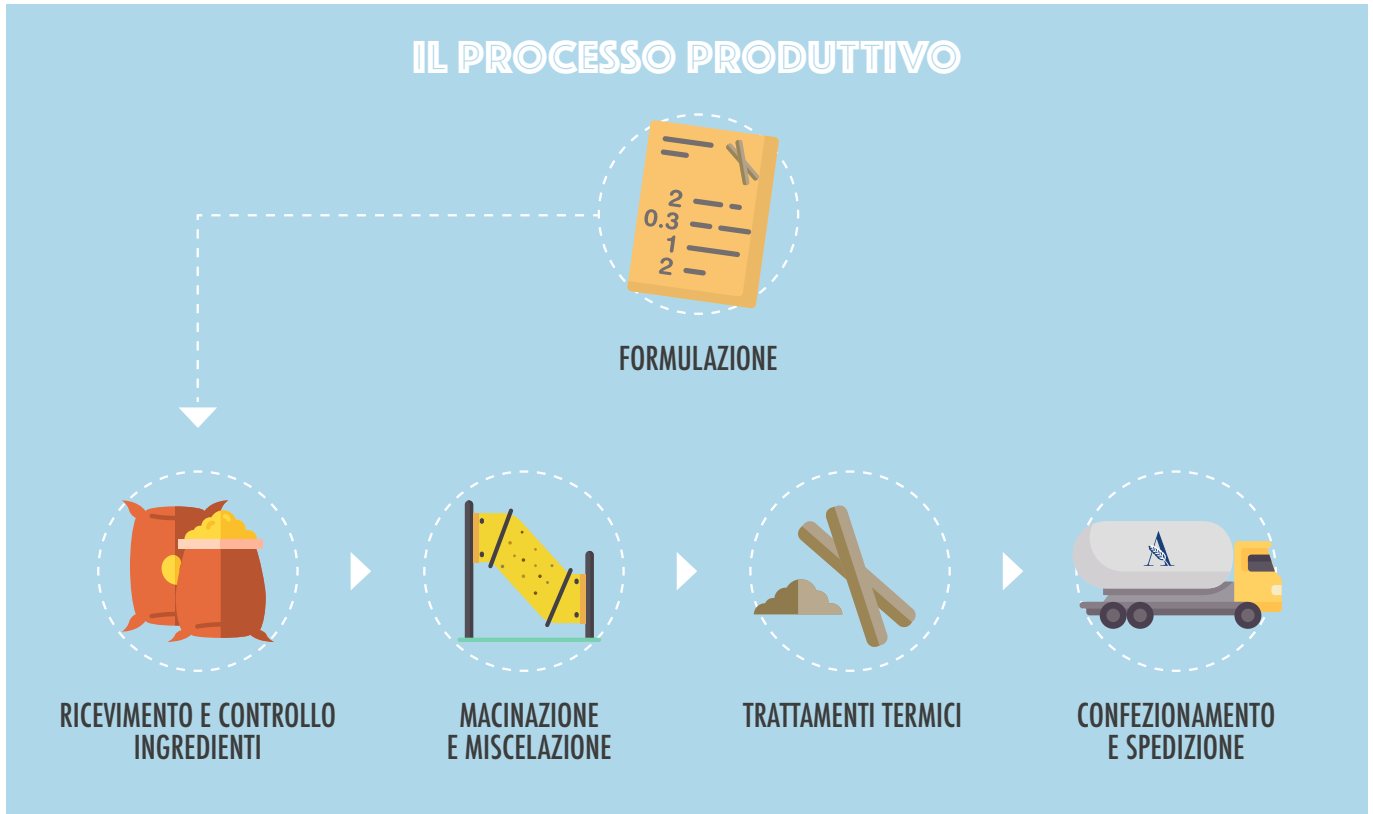 IL PROCESSO PRODUTTIVO
2
0.3
1
2
FORMULAZIONE
A
RICEVIMENTO E CONTROLLO
INGREDIENTI
MACINAZIONE
E MISCELAZIONE
TRATTAMENTI TERMICI
CONFEZIONAMENTO
E SPEDIZIONE